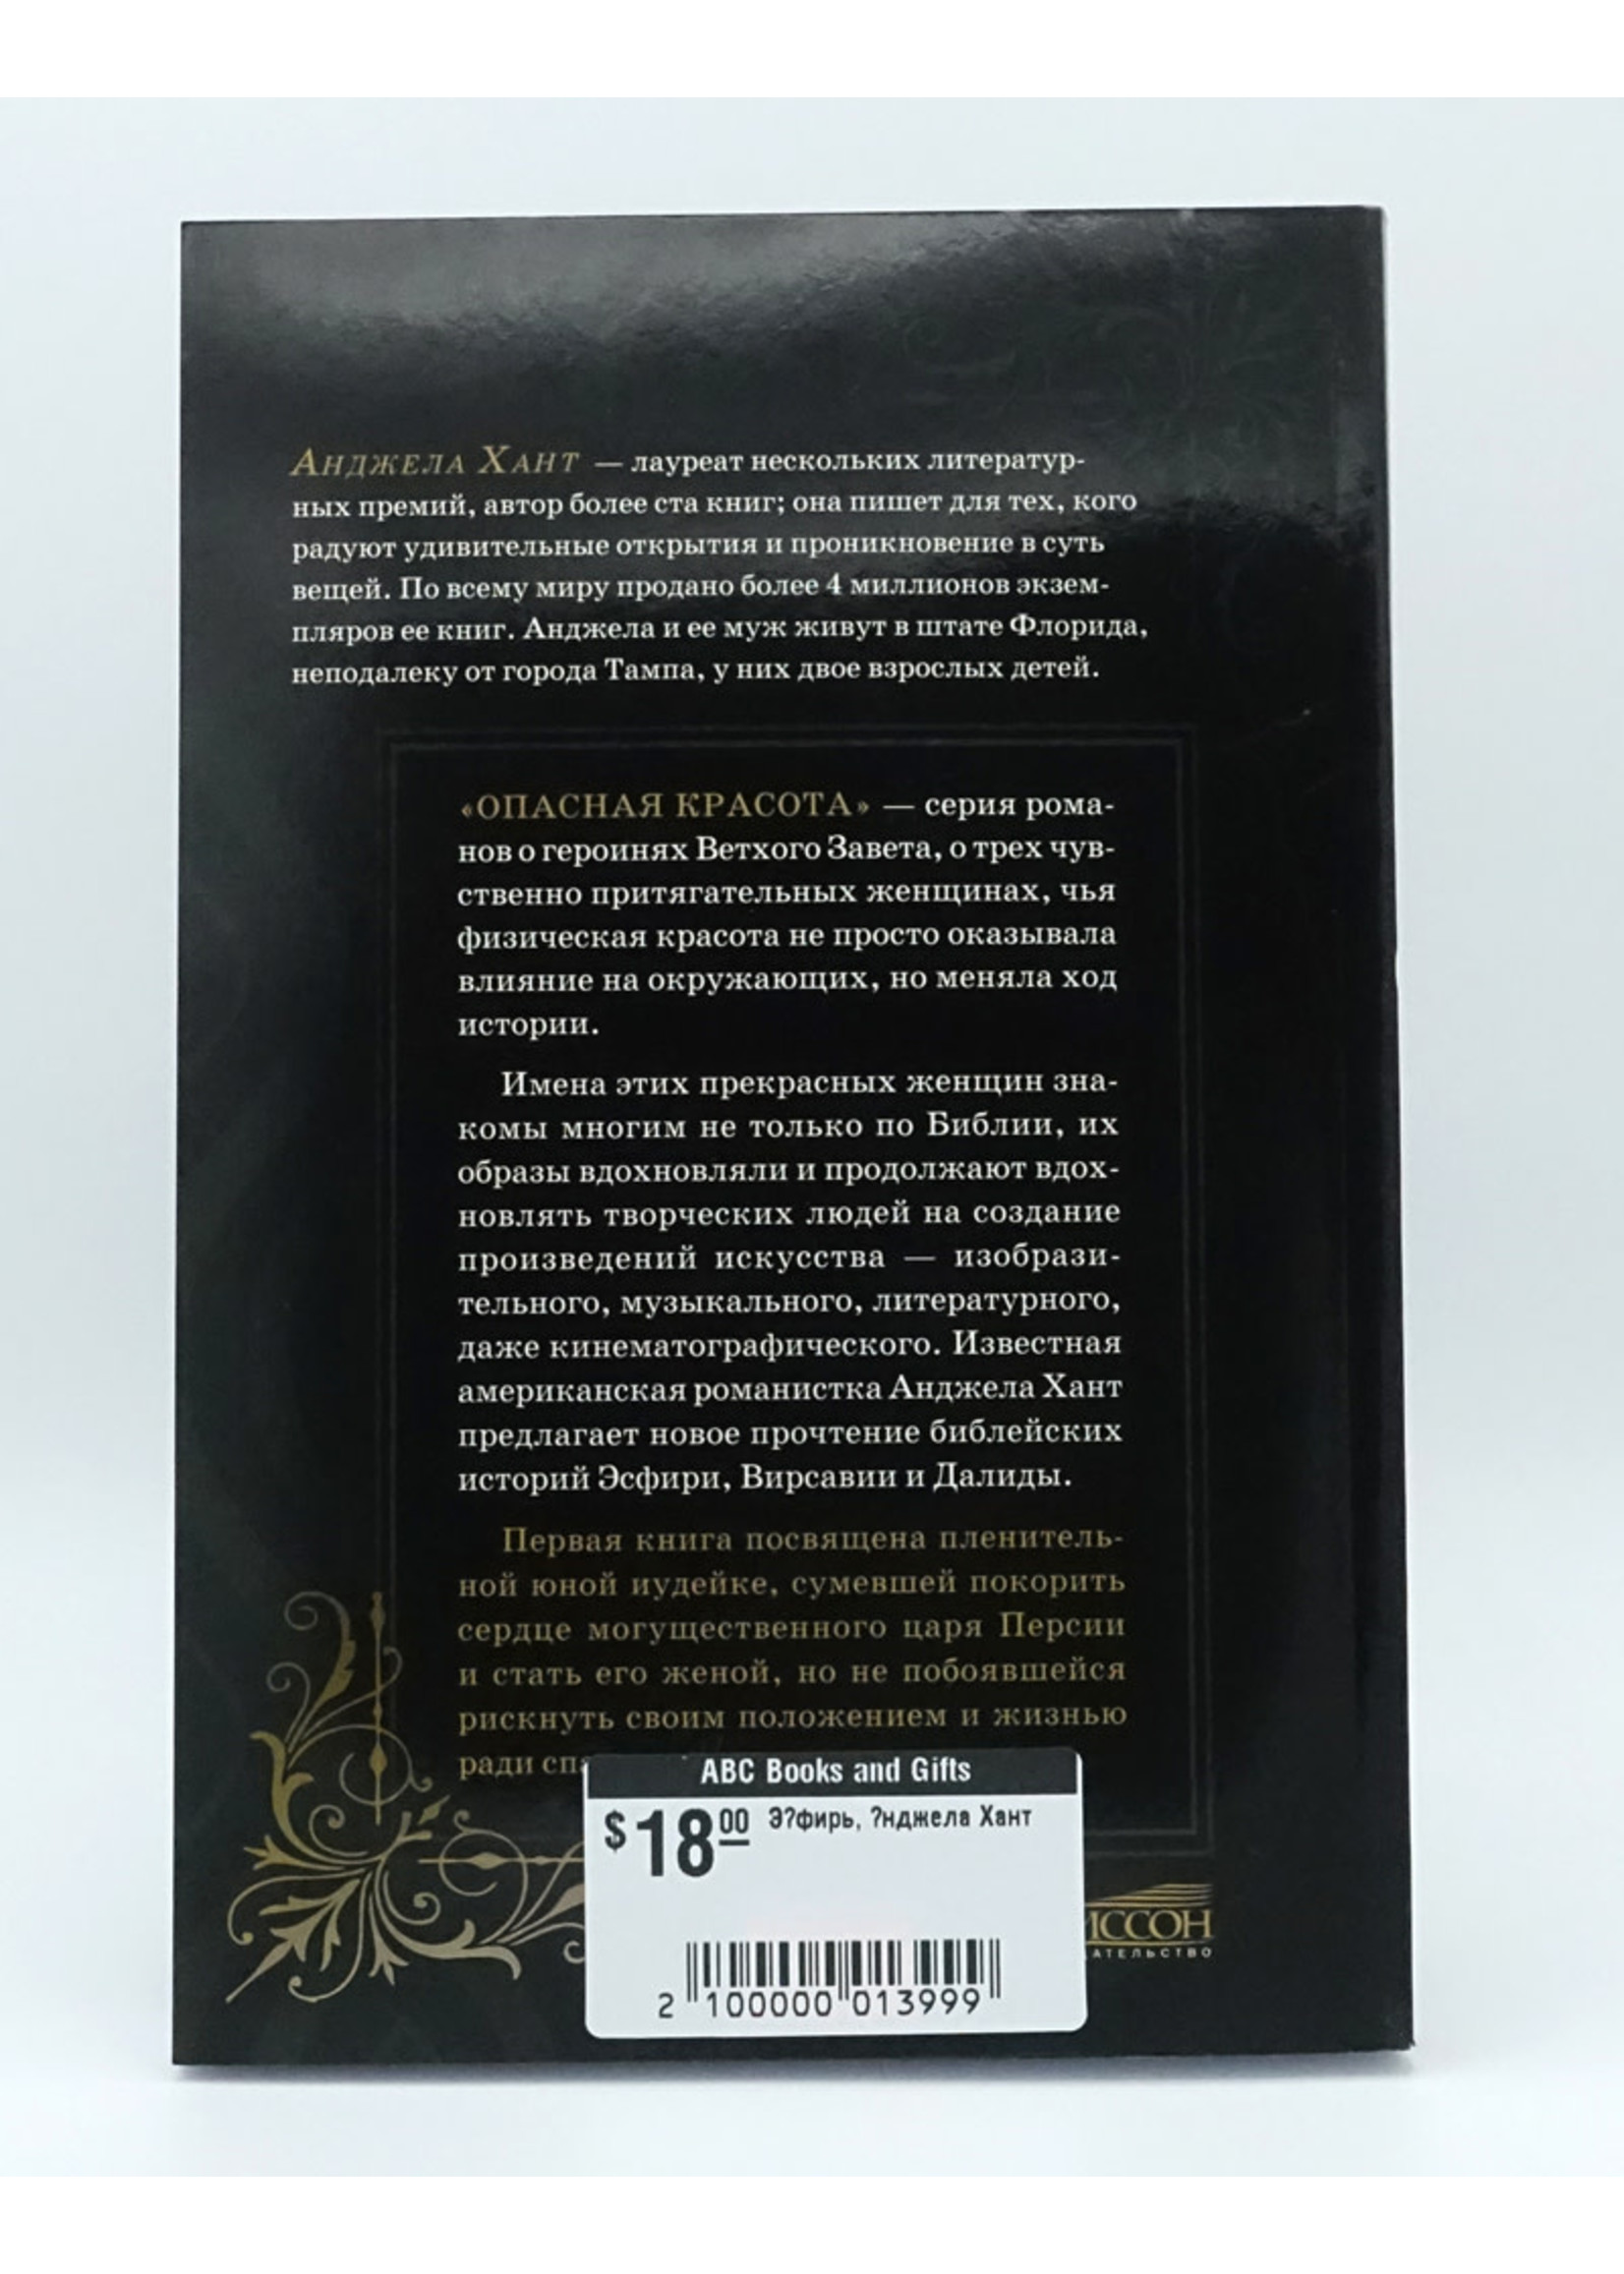 Анджела Хант — лауреат нескольких литератур-
ных премий, автор более ста книг; она пишет для тех, кого
радуют удивительные открытия и проникновение в суть
вещей. По всему миру продано более 4 миллионов экзем-
пляров ее книг. Анджела и ее муж живут в штате Флорида,
неподалеку от города Тампа, у них двое взрослых детей.
«ОПАСНАЯ КРАСОТА» — серия рома-
нов о героинях Ветхого Завета, о трех чув-
ственно притягательных женщинах, чья
физическая красота не просто оказывала
влияние на окружающих, но меняла ход
истории.
Имена этих прекрасных женщин зна-
комы многим не только по Библии, их
образы вдохновляли и продолжают вдох-
новлять творческих людей на создание
произведений искусства — изобрази-
тельного, музыкального, литературного,
даже кинематографического. Известная
американская романистка Анджела Хант
предлагает новое прочтение библейских
историй Эсфири, Вирсавии и Далиды.
Первая книга посвящена пленитель-
ной юной иудейке, сумевшей покорить
сердце могущественного царя Персии
и стать его женой, но не побоявшейся
рискнуть своим положением и жизнью
ради
ABC Books and Gifts
$18.00 Э?фирь, ?нджела Хант
2 100000 013999